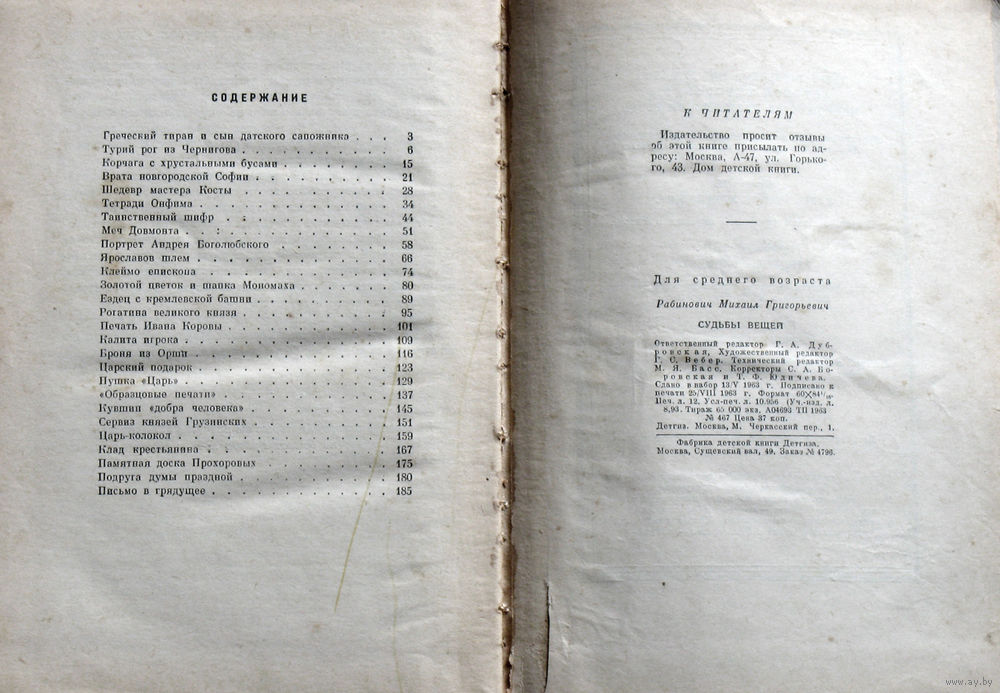 СОДЕРЖАНИЕ
Греческий тиран и сын датского сапожника . . . 3
Турий рог из Чернигова . . . . . . . . . . . . 6
Корчага с хрустальными бусами . . . . . . . . 15
Врата новгородской Софии . . . . . . . . . . . 21
Шедевр мастера Косты . . . . . . . . . . . . 28
Тетради Онфима . . . . . . . . . . . . . . 34
Таинственный шифр . . . . . . . . . . . . . 44
Меч Довмонта . . . . . . . . . . . . . . . 51
Портрет Андрея Боголюбского . . . . . . . . . 58
Ярославов шлем . . . . . . . . . . . . . . 66
Клеймо епископа . . . . . . . . . . . . . . 74
Золотой цветок и шапка Мономаха . . . . . . . . 80
Ездец с кремлевской башни . . . . . . . . . . 89
Рогатина великого князя . . . . . . . . . . . 95
Печать Ивана Коровы . . . . . . . . . . . . 101
Калита игрока . . . . . . . . . . . . . . . 109
Броня из Орши . . . . . . . . . . . . . . . 116
Царский подарок . . . . . . . . . . . . . . 123
Пушка «Царь» . . . . . . . . . . . . . . . 129
«Образцовые печати» . . . . . . . . . . . . . 137
Кувшин «добра человека» . . . . . . . . . . . 145
Сервиз князей Грузинских . . . . . . . . . . . 151
Царь-колокол . . . . . . . . . . . . . . . 159
Клад крестьянина . . . . . . . . . . . . . . 167
Памятная доска Прохоровых . . . . . . . . . . 175
Подруга думы праздной . . . . . . . . . . . . 180
Письмо в грядущее . . . . . . . . . . . . . 185
К ЧИТАТЕЛЯМ
Издательство просит отзывы
об этой книге присылать по ад-
ресу: Москва, А-47, ул. Горько-
го, 43. Дом детской книги.
Для среднего возраста
Рабинович Михаил Григорьевич
СУДЬБЫ ВЕЩЕЙ
Ответственный редактор Г. А. Дуб-
ровская, Художественный редактор
Г. С. Вебер. Технический редактор
М. Я. Басс. Корректоры С. А. Бо-
ровская и Т. Ф. Юдичева.
Сдано в набор 13/V 1963 г. Подписано к
печати 25/VIII 1963 г. Формат 60×84¹/₁₆.
Печ. л. 12. Усл-печ. л. 10.956 (Уч.-изд. л.
8,93. Тираж 65 000 экз. А04693 ТП 1963
№ 467 Цена 37 коп.
Детгиз. Москва, М. Черкасский пер., 1.
Фабрика детской книги Детгиза.
Москва, Сущевский вал, 49. Заказ № 4796.
www.ay.by